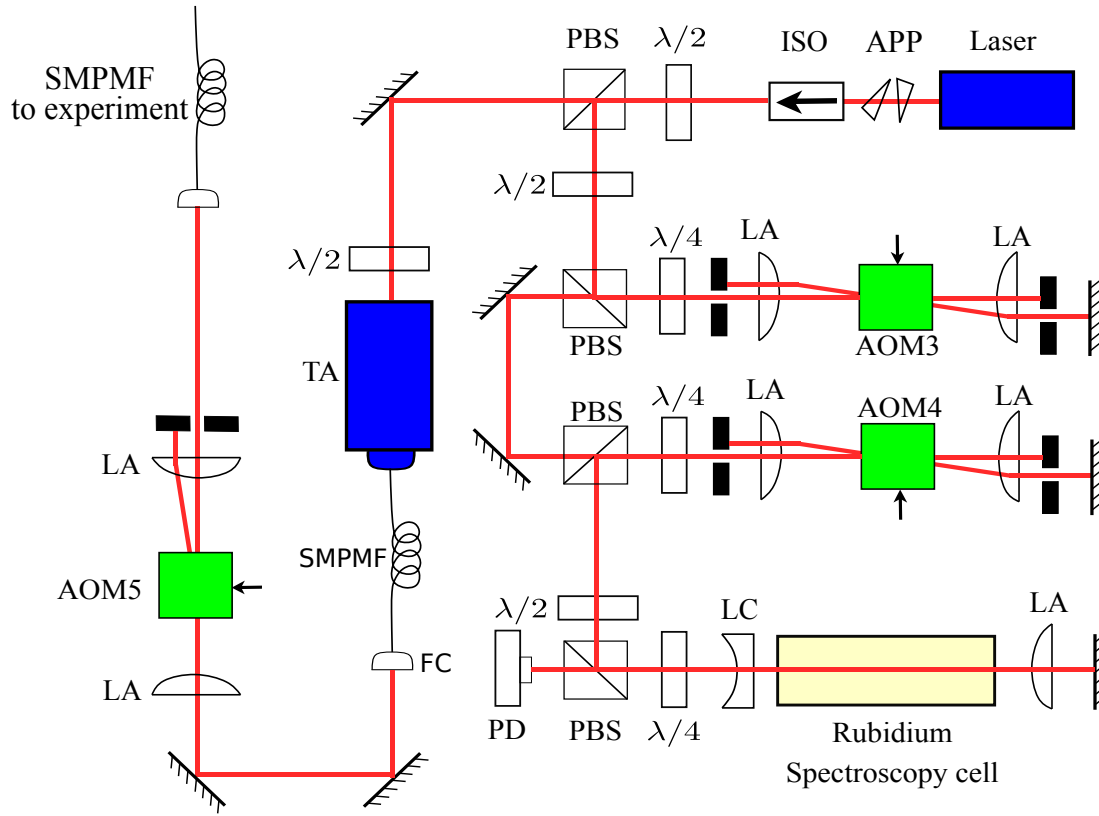 PBS
λ/2
ISO
APP
Laser
SMPMF
to experiment
λ/2
λ/4
LA
LA
λ/2
PBS
AOM3
TA
λ/4
LA
AOM4
LA
PBS
LA
SMPMF
AOM5
λ/2
LC
LA
FC
LA
PD
PBS
λ/4
Rubidium
Spectroscopy cell